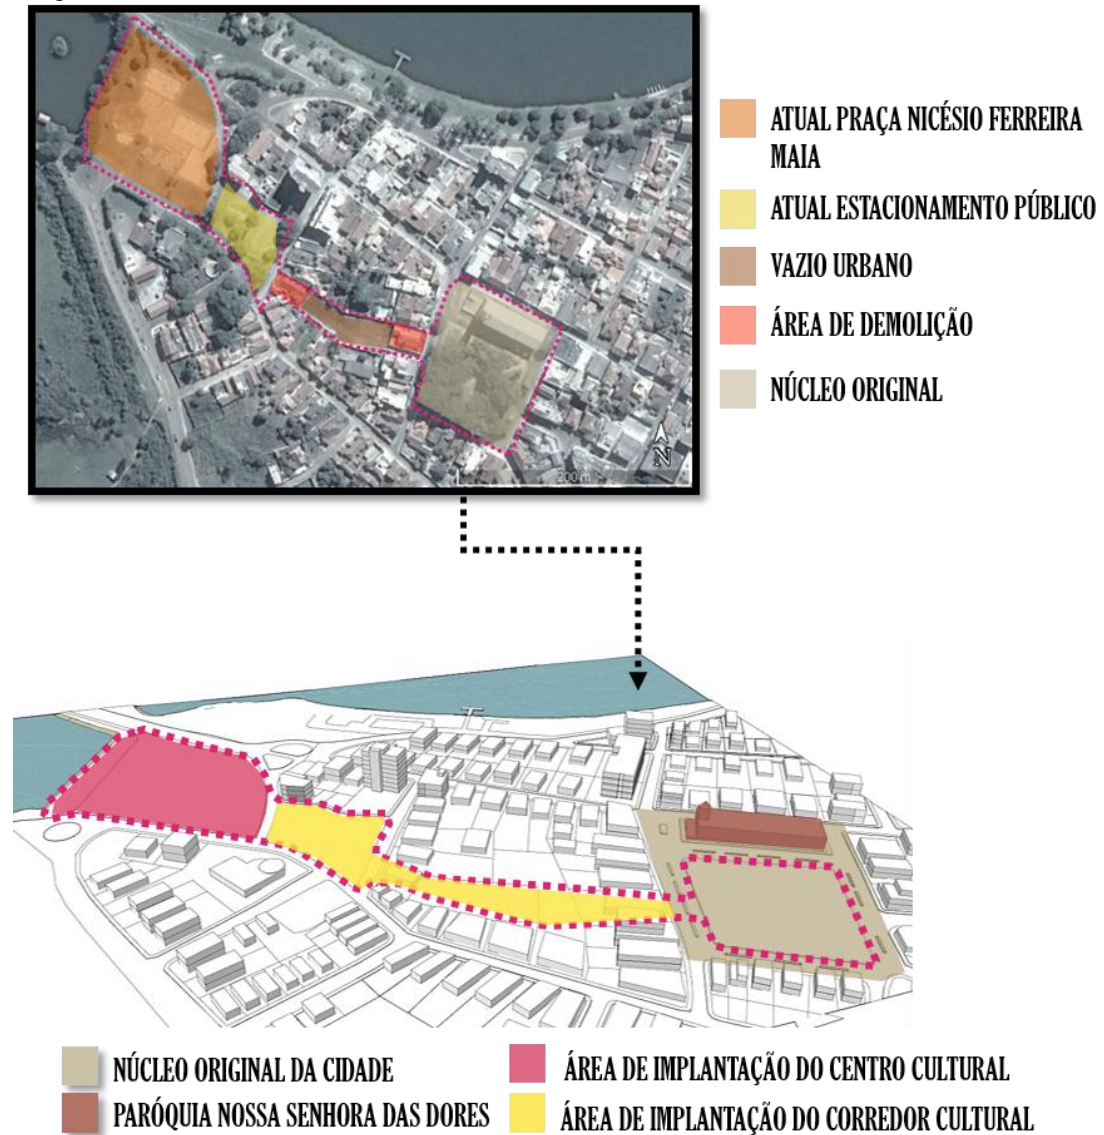 ATUAL PRAÇA NICÉSIO FERREIRA
MAIA
ATUAL ESTACIONAMENTO PÚBLICO
VAZIO URBANO
ÁREA DE DEMOLIÇÃO
NÚCLEO ORIGINAL
N
200 m
NÚCLEO ORIGINAL DA CIDADE
PARÓQUIA NOSSA SENHORA DAS DORES
ÁREA DE IMPLANTAÇÃO DO CENTRO CULTURAL
ÁREA DE IMPLANTAÇÃO DO CORREDOR CULTURAL